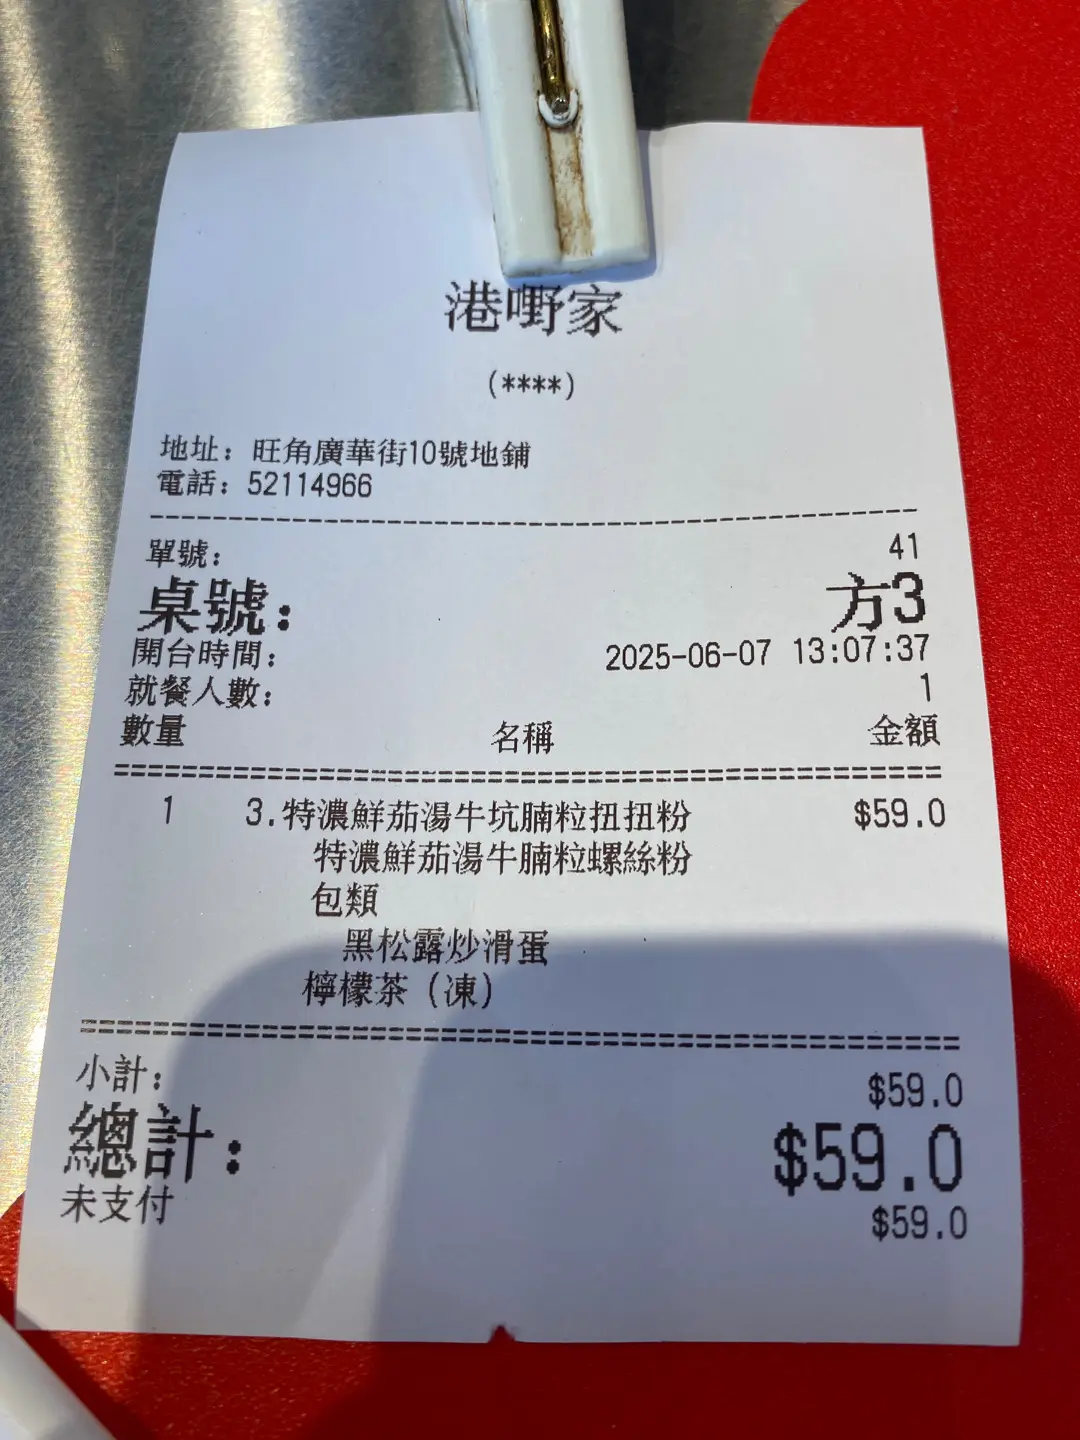 港嘢家
(****)
地址：旺角廣華街10號地鋪
電話：52114966
單號： 41
桌號： 方3
開台時間： 2025-06-07 13:07:37
就餐人數： 1
數量 名稱 金額
1 3.特濃鮮茄湯牛坑腩粒扭扭粉 $59.0
特濃鮮茄湯牛腩粒螺絲粉
包類
黑松露炒滑蛋
檸檬茶（凍）
小計： $59.0
總計： $59.0
未支付 $59.0